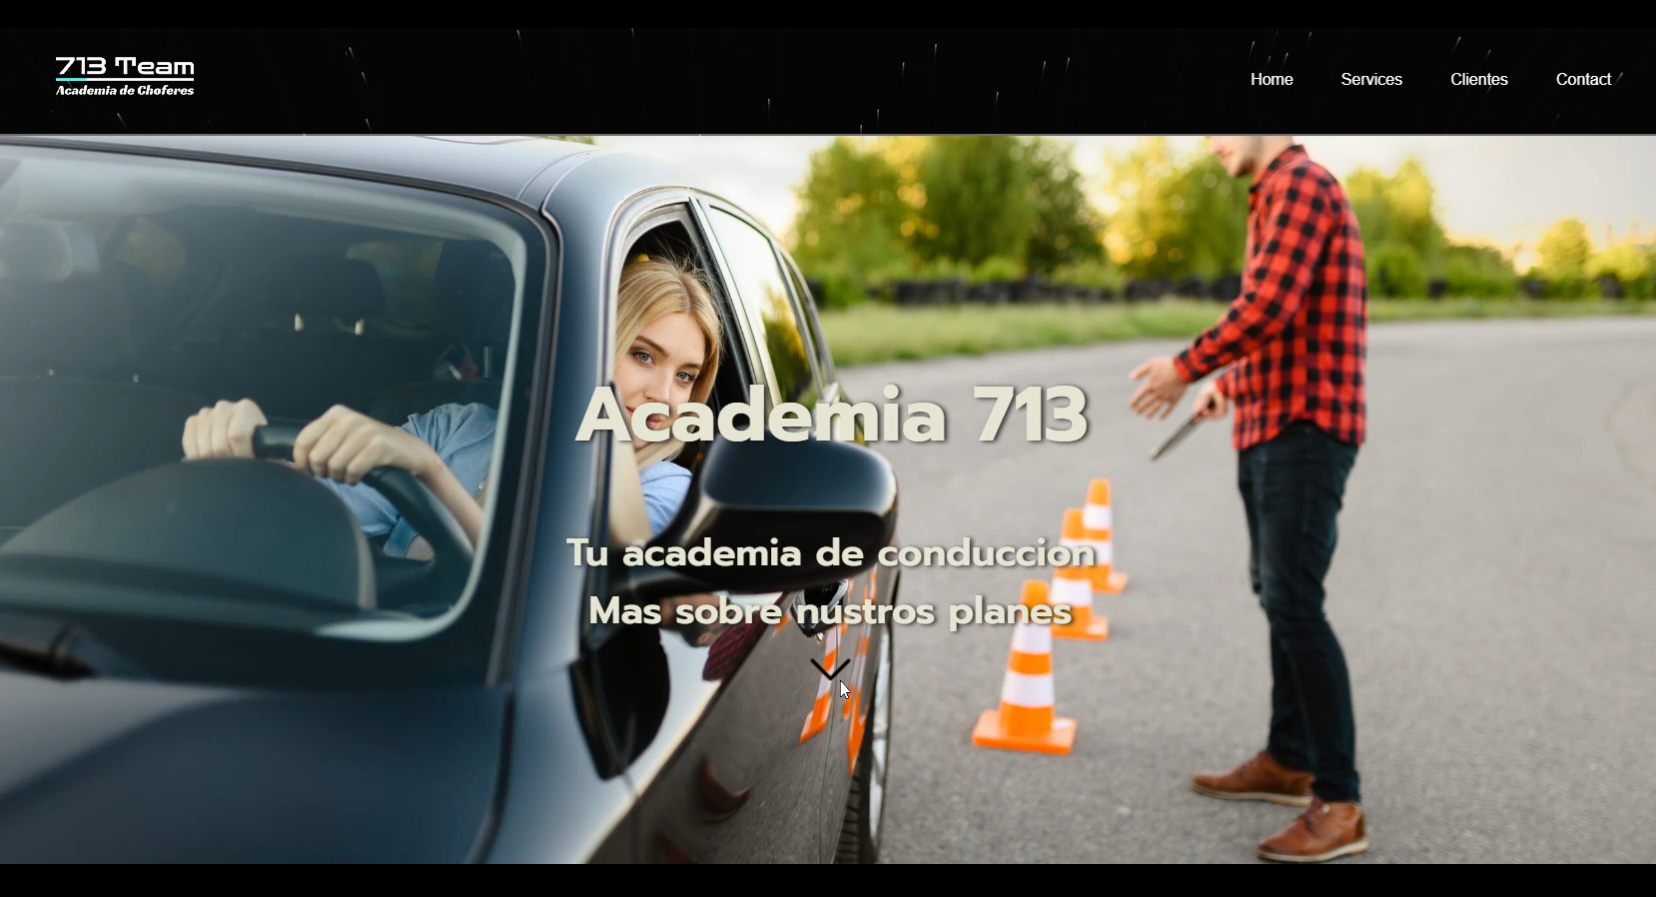 713 Team
Academia de Choferes
Home Services Clientes Contact
Academia 713
Tu academia de conduccion
Mas sobre nustros planes